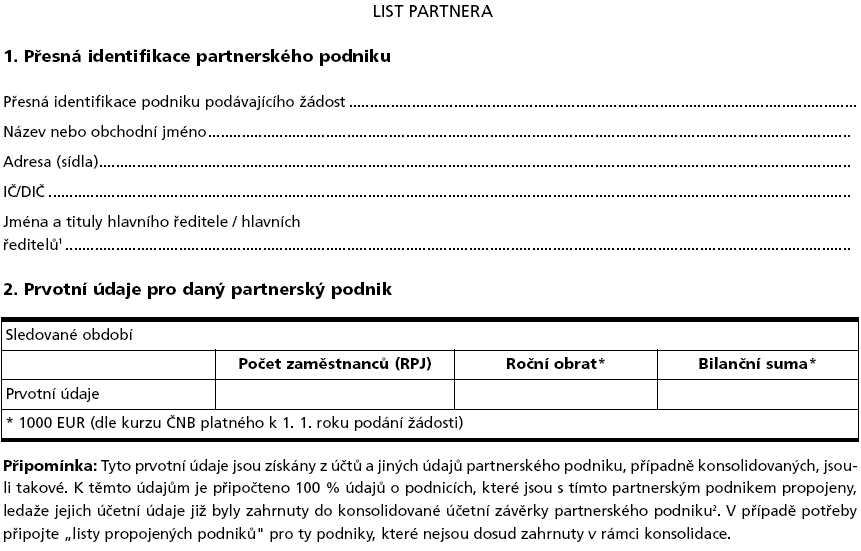 LIST PARTNERA
1. Přesná identifikace partnerského podniku
Přesná identifikace podniku podávajícího žádost ..........................................................................................................
Název nebo obchodní jméno..........................................................................................................
Adresa (sídla)..........................................................................................................
IČ/DIČ ..........................................................................................................
Jména a tituly hlavního ředitele / hlavních
ředitelů¹ ..........................................................................................................
2. Prvotní údaje pro daný partnerský podnik
Sledované období
Počet zaměstnanců (RPJ) Roční obrat* Bilanční suma*
Prvotní údaje
* 1000 EUR (dle kurzu ČNB platného k 1. 1. roku podání žádosti)
Připomínka: Tyto prvotní údaje jsou získány z účtů a jiných údajů partnerského podniku, případně konsolidovaných, jsou-
li takové. K těmto údajům je připočteno 100 % údajů o podnicích, které jsou s tímto partnerským podnikem propojeny,
ledaže jejich účetní údaje již byly zahrnuty do konsolidované účetní závěrky partnerského podniku². V případě potřeby
připojte „listy propojených podniků" pro ty podniky, které nejsou dosud zahrnuty v rámci konsolidace.